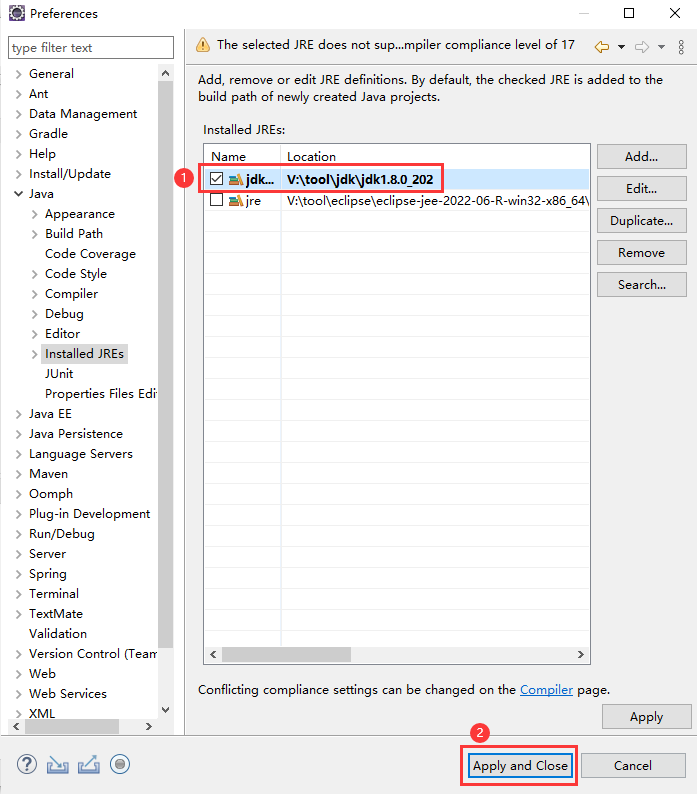 Preferences
type filter text
The selected JRE does not sup...mpiler compliance level of 17
General
Ant
Data Management
Gradle
Help
Install/Update
Java
Appearance
Build Path
Code Coverage
Code Style
Compiler
Debug
Editor
Installed JREs
JUnit
Properties Files Edi
Java EE
Java Persistence
Language Servers
Maven
Oomph
Plug-in Development
Run/Debug
Server
Spring
Terminal
TextMate
Validation
Version Control (Team
Web
Web Services
XML
Add, remove or edit JRE definitions. By default, the checked JRE is added to the
build path of newly created Java projects.
Installed JREs:
Name Location
1 jdk... V:\tool\jdk\jdk1.8.0_202
jre V:\tool\eclipse\eclipse-jee-2022-06-R-win32-x86_64\
Add...
Edit...
Duplicate...
Remove
Search...
Conflicting compliance settings can be changed on the Compiler page.
Apply
2
?
Apply and Close Cancel